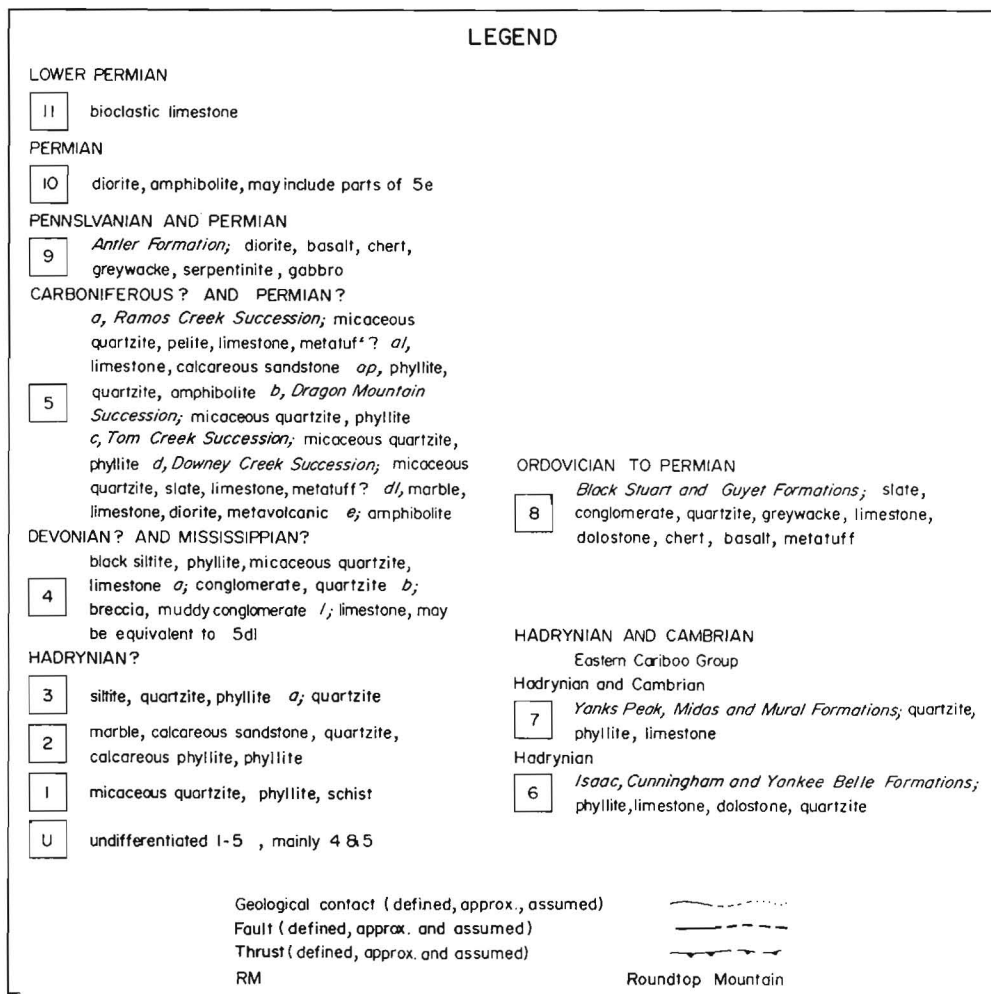 LEGEND
LOWER PERMIAN
11 bioclastic limestone
PERMIAN
10 diorite, amphibolite, may include parts of 5e
PENNSLVANIAN AND PERMIAN
9
Antler Formation; diorite, basalt, chert,
greywacke, serpentinite, gabbro
CARBONIFEROUS? AND PERMIAN?
5
a, Ramos Creek Succession; micaceous
quartzite, pelite, limestone, metatuff? al,
limestone, calcareous sandstone ap, phyllite,
quartzite, amphibolite b, Dragon Mountain
Succession; micaceous quartzite, phyllite
c, Tom Creek Succession; micaceous quartzite,
phyllite d, Downey Creek Succession; micaceous
quartzite, slate, limestone, metatuff? dl, marble,
limestone, diorite, metavolcanic e; amphibolite
DEVONIAN? AND MISSISSIPPIAN?
4
black siltite, phyllite, micaceous quartzite,
limestone a; conglomerate, quartzite b;
breccia, muddy conglomerate l; limestone, may
be equivalent to 5dl
HADRYNIAN?
3 siltite, quartzite, phyllite a; quartzite
2
marble, calcareous sandstone, quartzite,
calcareous phyllite, phyllite
1 micaceous quartzite, phyllite, schist
U undifferentiated 1-5 , mainly 4 & 5
ORDOVICIAN TO PERMIAN
8
Black Stuart and Guyet Formations; slate,
conglomerate, quartzite, greywacke, limestone,
dolostone, chert, basalt, metatuff
HADRYNIAN AND CAMBRIAN
Eastern Cariboo Group
Hadrynian and Cambrian
7
Yanks Peak, Midas and Mural Formations; quartzite,
phyllite, limestone
Hadrynian
6
Isaac, Cunningham and Yankee Belle Formations;
phyllite, limestone, dolostone, quartzite
Geological contact (defined, approx., assumed)
Fault (defined, approx. and assumed)
Thrust (defined, approx. and assumed)
RM Roundtop Mountain